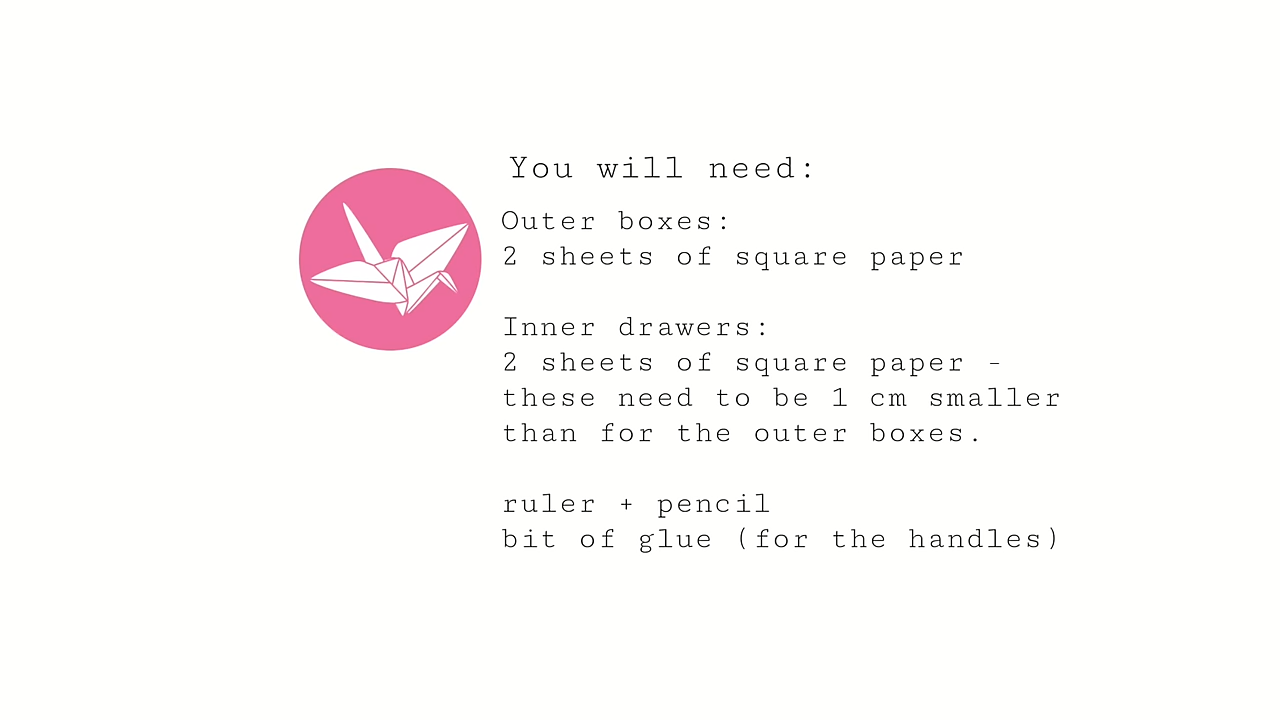 You will need:
Outer boxes:
2 sheets of square paper
Inner drawers:
2 sheets of square paper -
these need to be 1 cm smaller
than for the outer boxes.
ruler + pencil
bit of glue (for the handles)